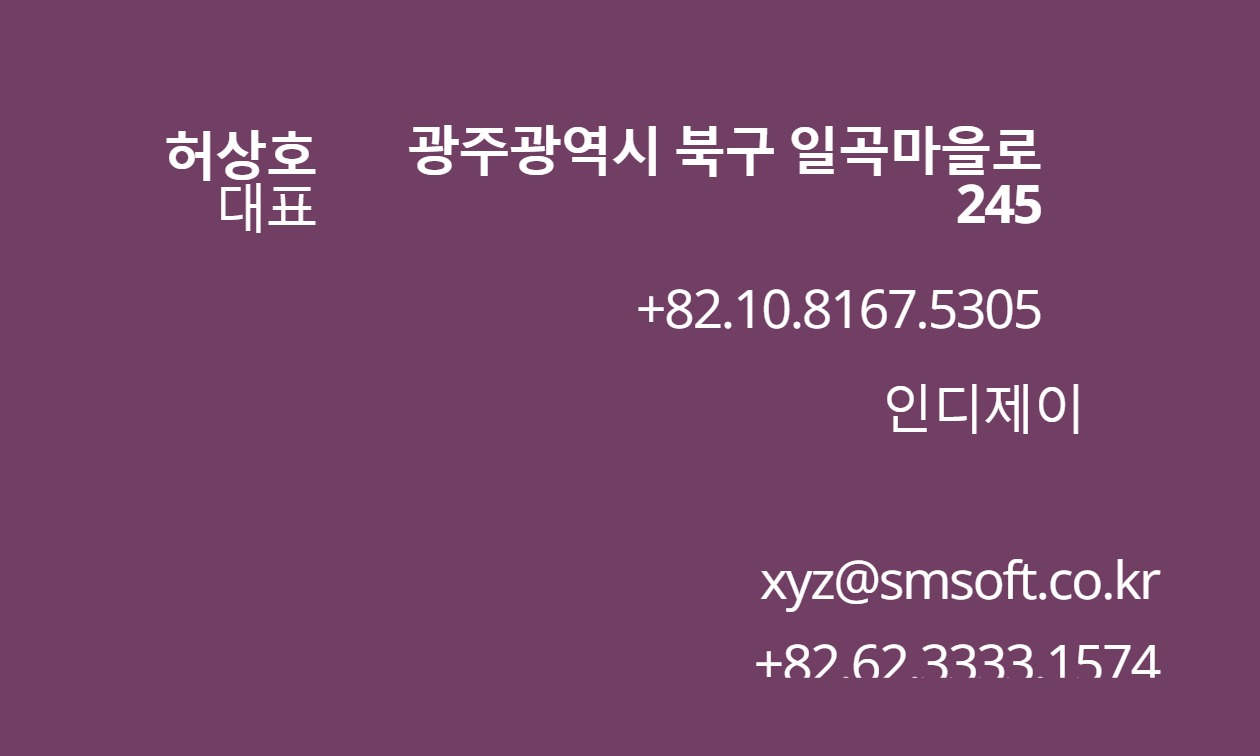 허상호
대표
광주광역시 북구 일곡마을로
245
+82.10.8167.5305
인디제이
xyz@smsoft.co.kr
+82.62.3333.1574